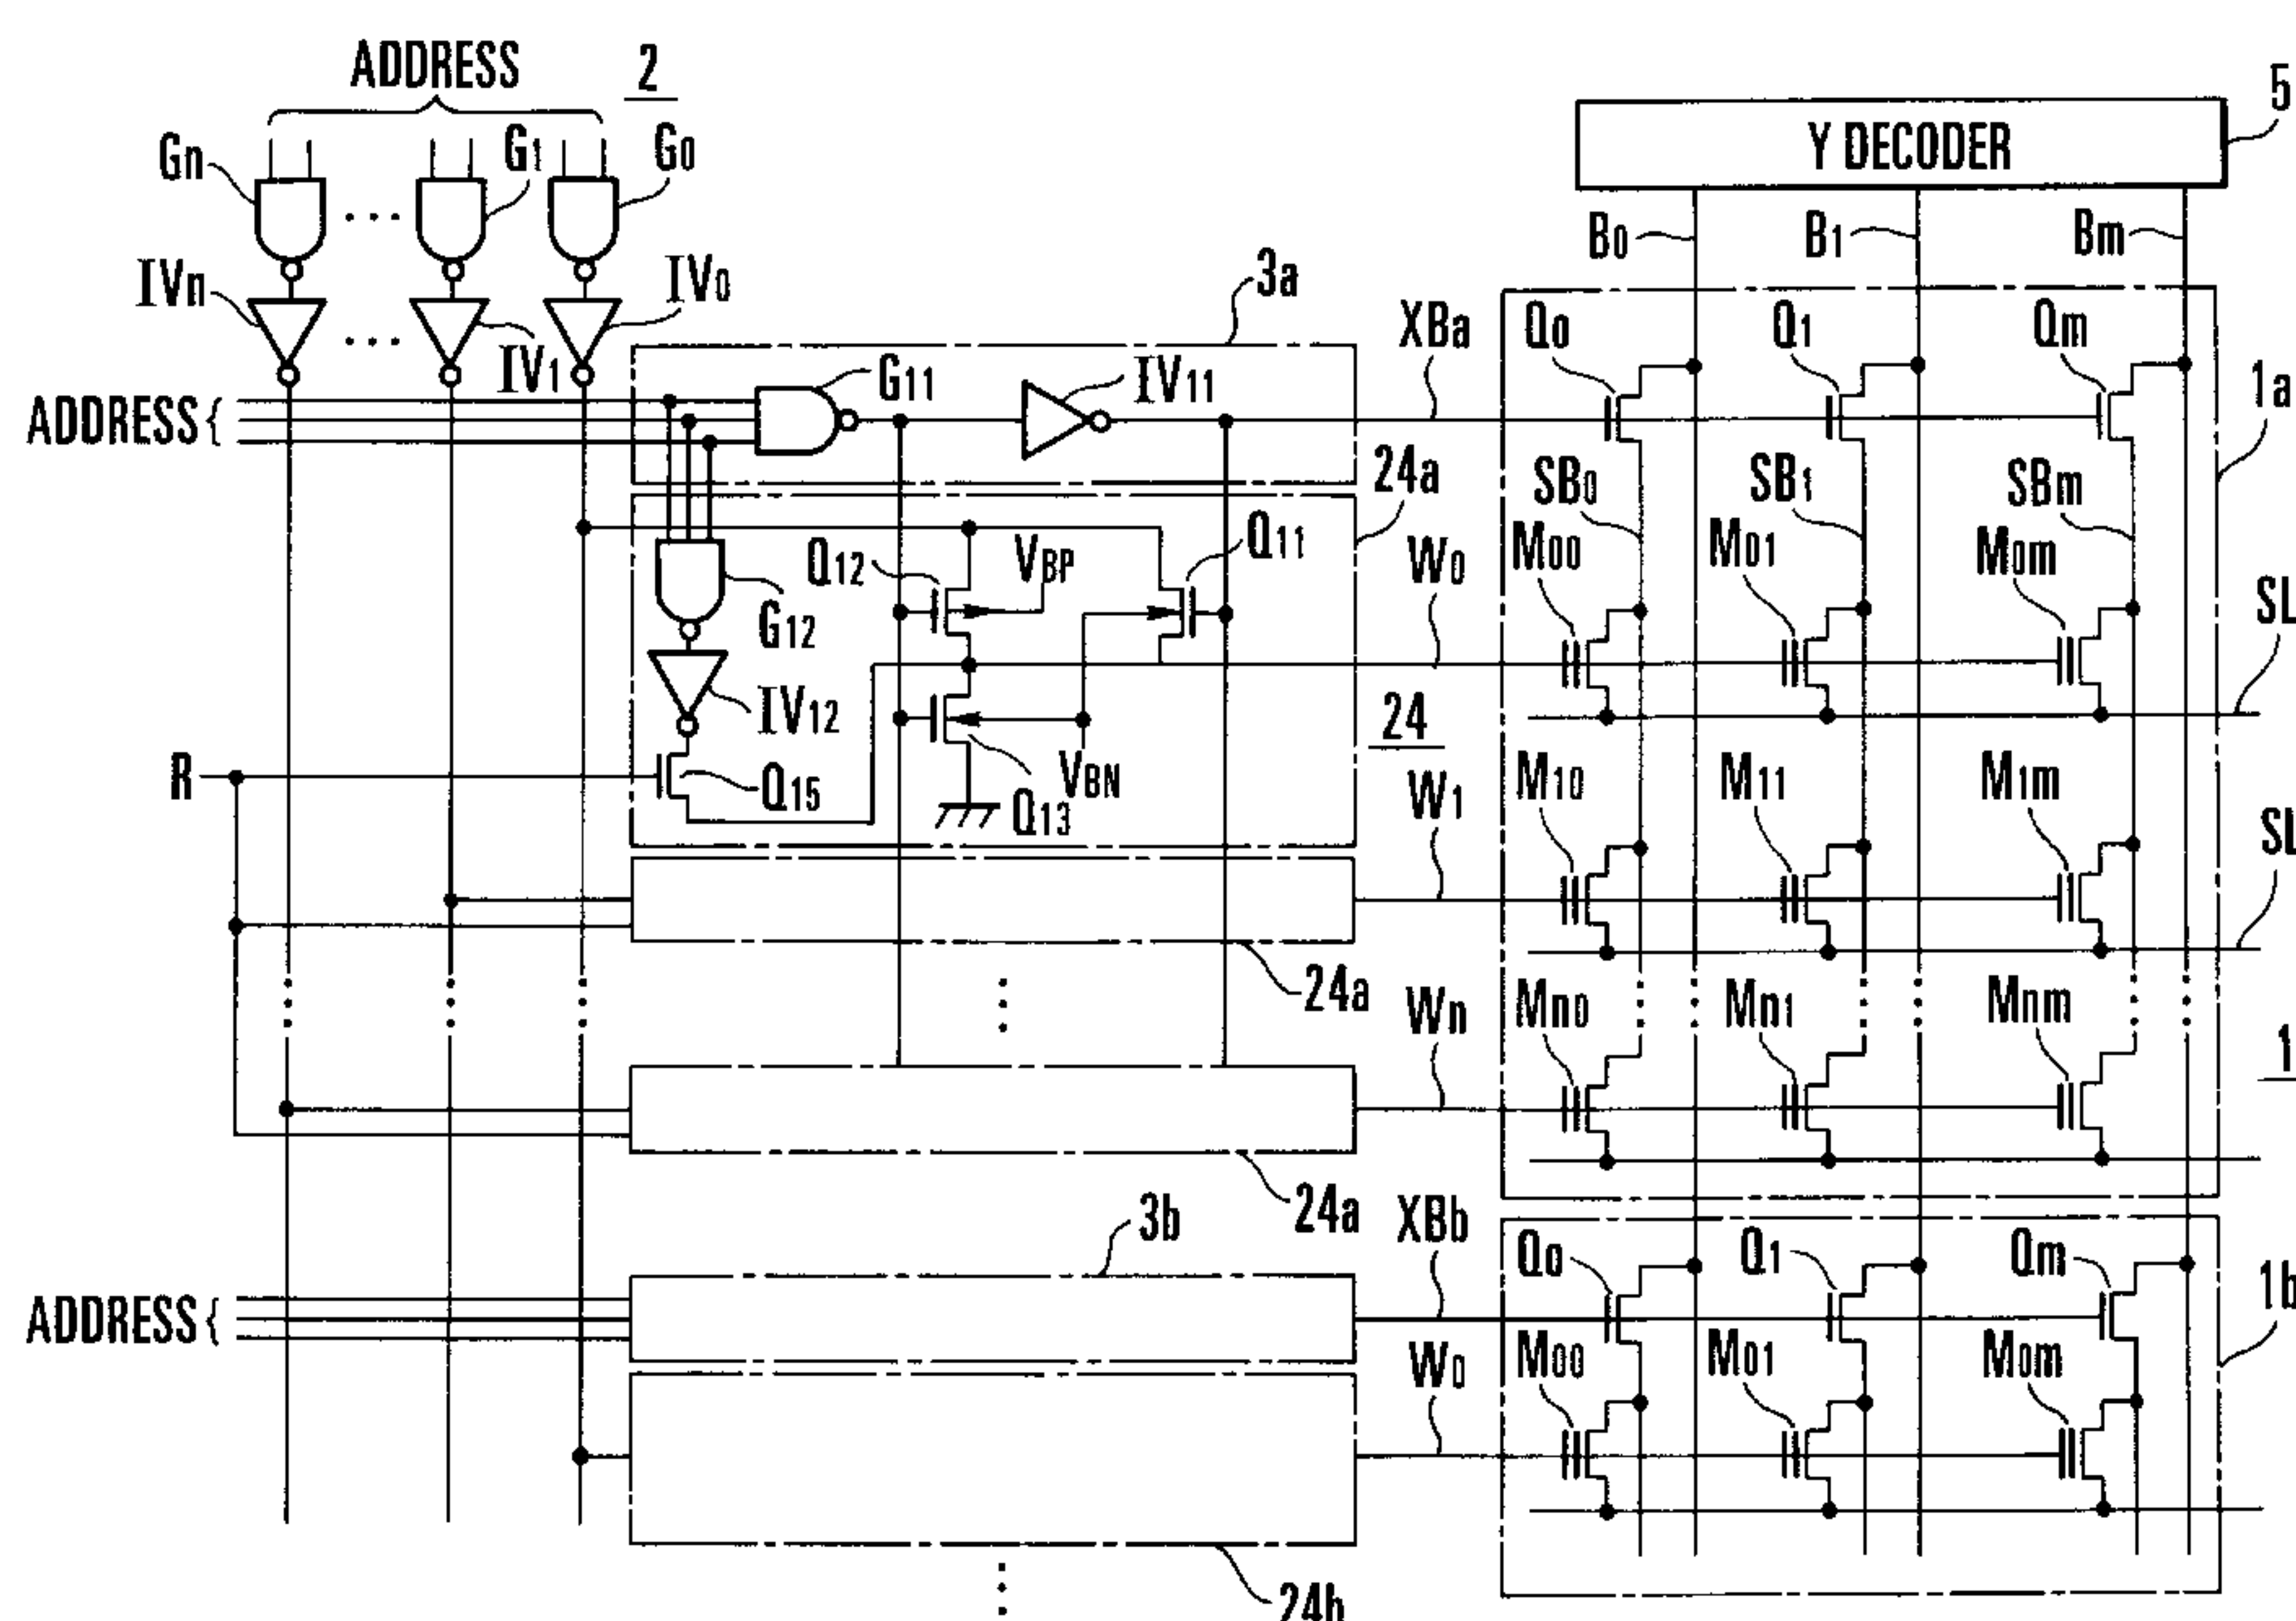 ADDRESS 2
5
Gn G1 G0
Y DECODER
B0 B1 Bm
IVn IV1 IV0
3a
XBa Q0 Q1 Qm
1a
G11 IV11
ADDRESS {
24a
SB0 SB1 SBm
Q12 VBP Q11
W0 M00 M01 M0m
SL
G12
IV12
24
R Q15 Q13 VBN
W1 M10 M11 M1m
SL
24a
Wn Mn0 Mn1 Mnm
1
24a
3b
XBb Q0 Q1 Qm
1b
ADDRESS {
W0 M00 M01 M0m
24b